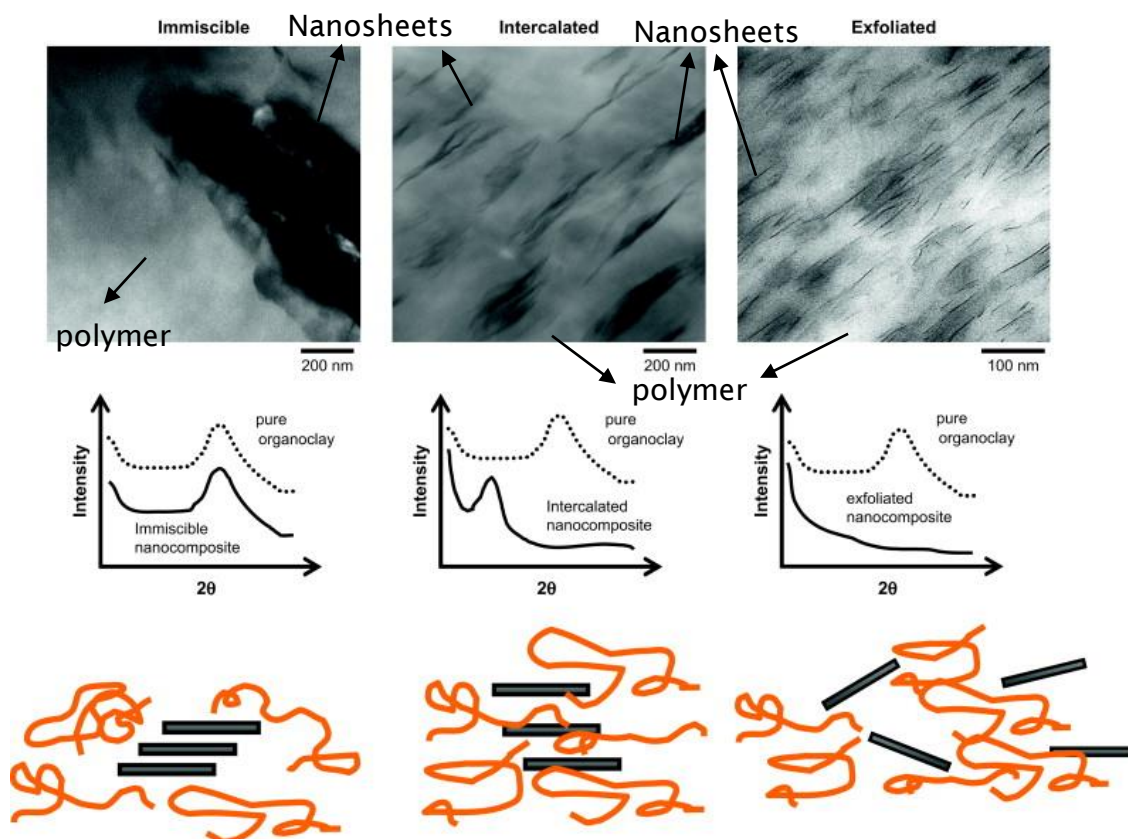 Immiscible
Nanosheets
Intercalated
Nanosheets
Exfoliated
polymer
200 nm
200 nm
100 nm
polymer
Intensity
pure
organoclay
Immiscible
nanocomposite
2θ
Intensity
pure
organoclay
Intercalated
nanocomposite
2θ
Intensity
pure
organoclay
exfoliated
nanocomposite
2θ